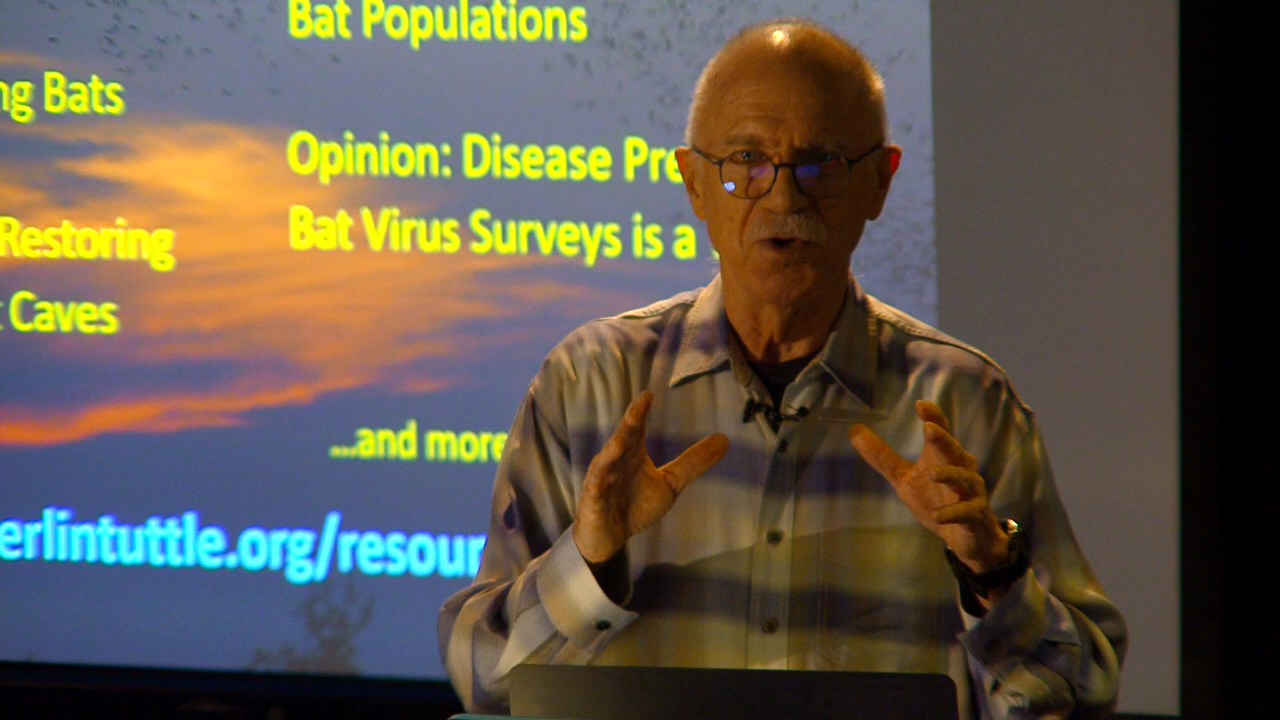 Bat Populations
ng Bats
Opinion: Disease Pre
Bat Virus Surveys is a
Restoring
t Caves
...and more
erlintuttle.org/resour